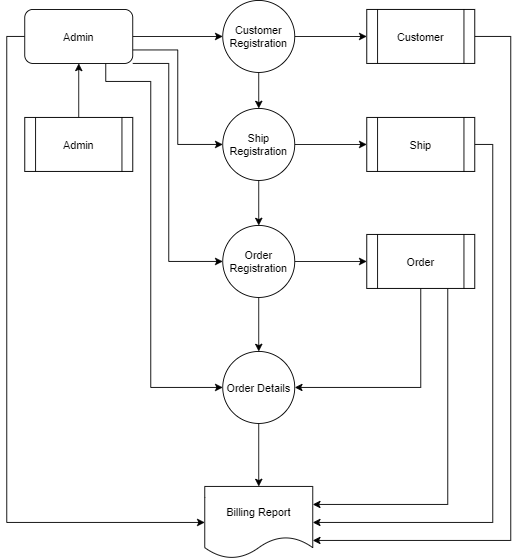 Admin
Customer
Registration
Customer
Admin
Ship
Registration
Ship
Order
Registration
Order
Order Details
Billing Report